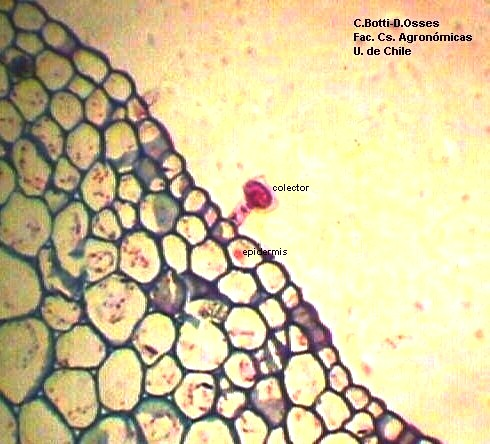 C.Botti-D.Osses
Fac. Cs. Agronómicas
U. de Chile
colector
epidermis